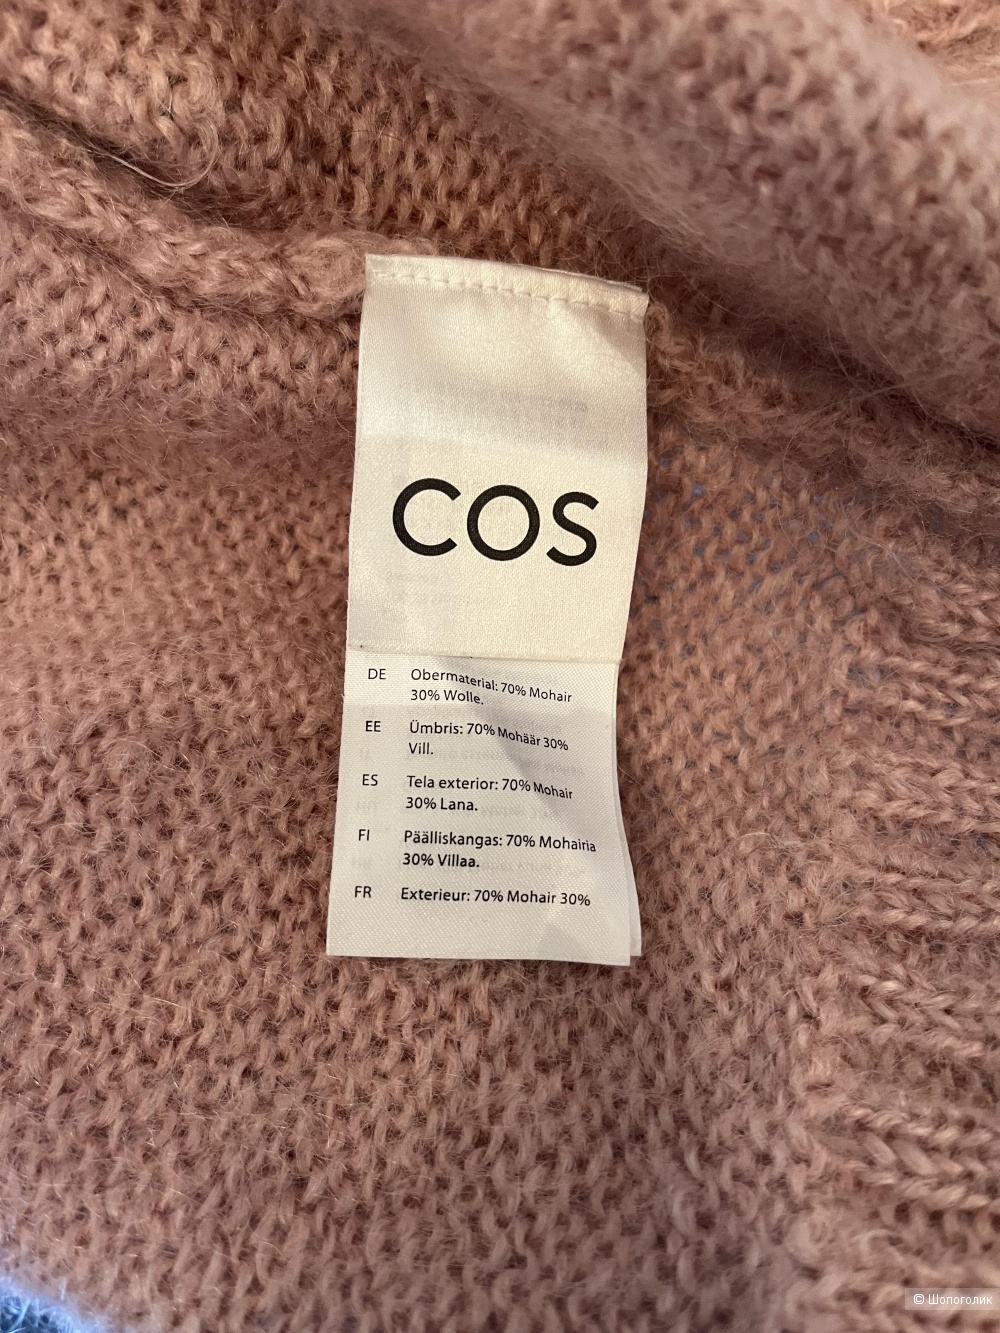 COS
DE Obermaterial: 70% Mohair
30% Wolle.
EE Ümbris: 70% Mohäär 30%
Vill.
ES Tela exterior: 70% Mohair
30% Lana.
FI Päälliskangas: 70% Mohairia
30% Villaa.
FR Exterieur: 70% Mohair 30%
© Шопоголик